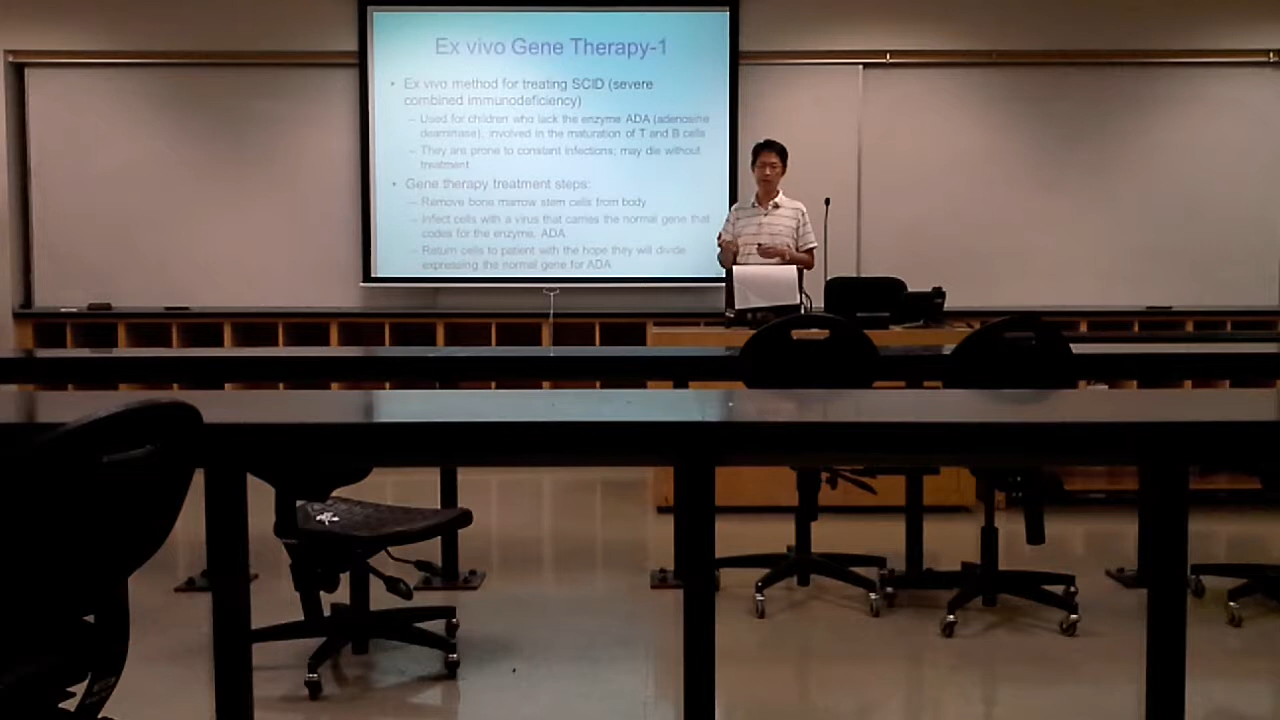 Ex vivo Gene Therapy-1
• Ex vivo method for treating SCID (severe
combined immunodeficiency)
– Used for children who lack the enzyme ADA (adenosine
deaminase), involved in the maturation of T and B cells
– They are prone to constant infections; may die without
treatment
• Gene therapy treatment steps:
– Remove bone marrow stem cells from body
– Infect cells with a virus that carries the normal gene that
codes for the enzyme, ADA
– Return cells to patient with the hope they will divide
expressing the normal gene for ADA